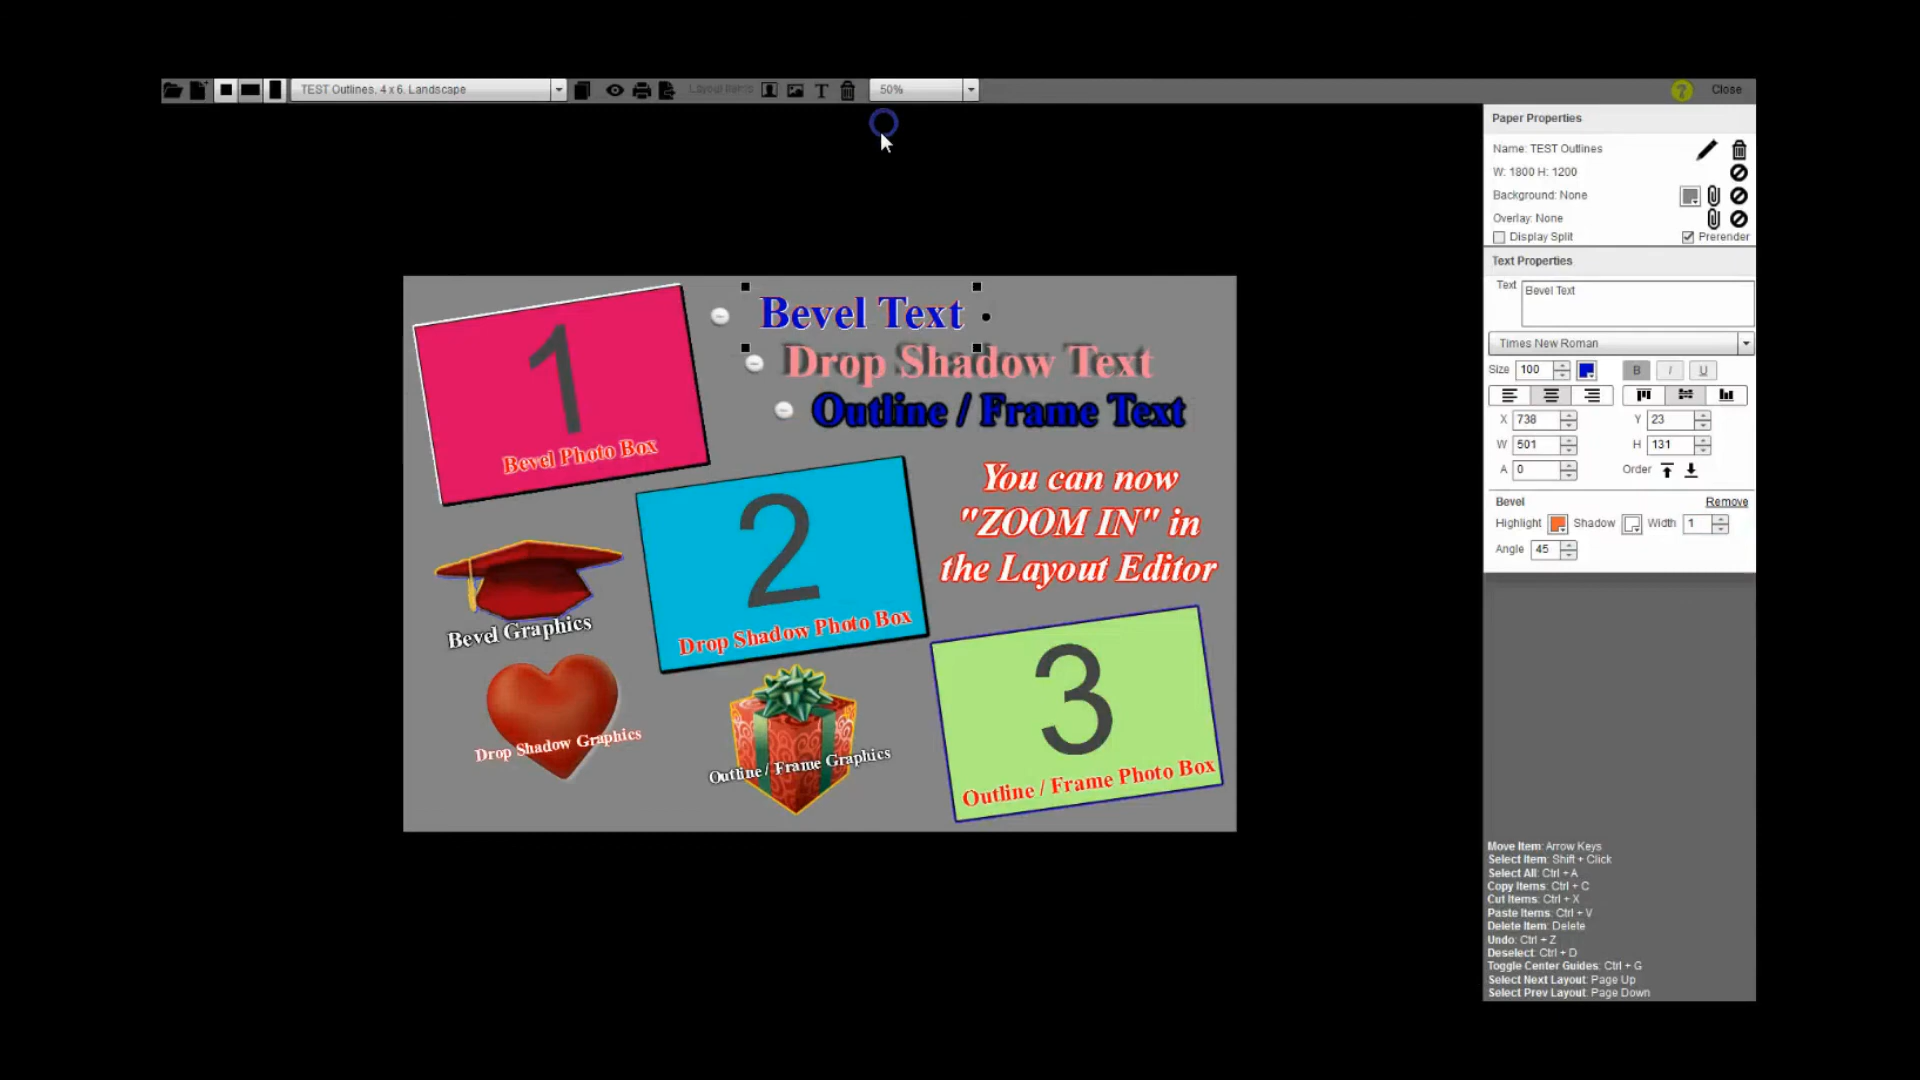 TEST Outlines. 4 x 6. Landscape
Layout Items
T
50%
?
Close
Paper Properties
Name: TEST Outlines
W: 1800 H: 1200
Background: None
Overlay: None
Display Split
Prerender
Text Properties
Text
Bevel Text
Times New Roman
Size 100
B I U
X 738 Y 23
W 501 H 131
A 0 Order
Bevel Remove
Highlight Shadow Width 1
Angle 45
1
Bevel Photo Box
Bevel Text
Drop Shadow Text
Outline / Frame Text
2
Drop Shadow Photo Box
You can now
"ZOOM IN" in
the Layout Editor
Bevel Graphics
Drop Shadow Graphics
Outline / Frame Graphics
3
Outline / Frame Photo Box
Move Item: Arrow Keys
Select Item: Shift + Click
Select All: Ctrl + A
Copy Items: Ctrl + C
Cut Items: Ctrl + X
Paste Items: Ctrl + V
Delete Item: Delete
Undo: Ctrl + Z
Deselect: Ctrl + D
Toggle Center Guides: Ctrl + G
Select Next Layout: Page Up
Select Prev Layout: Page Down